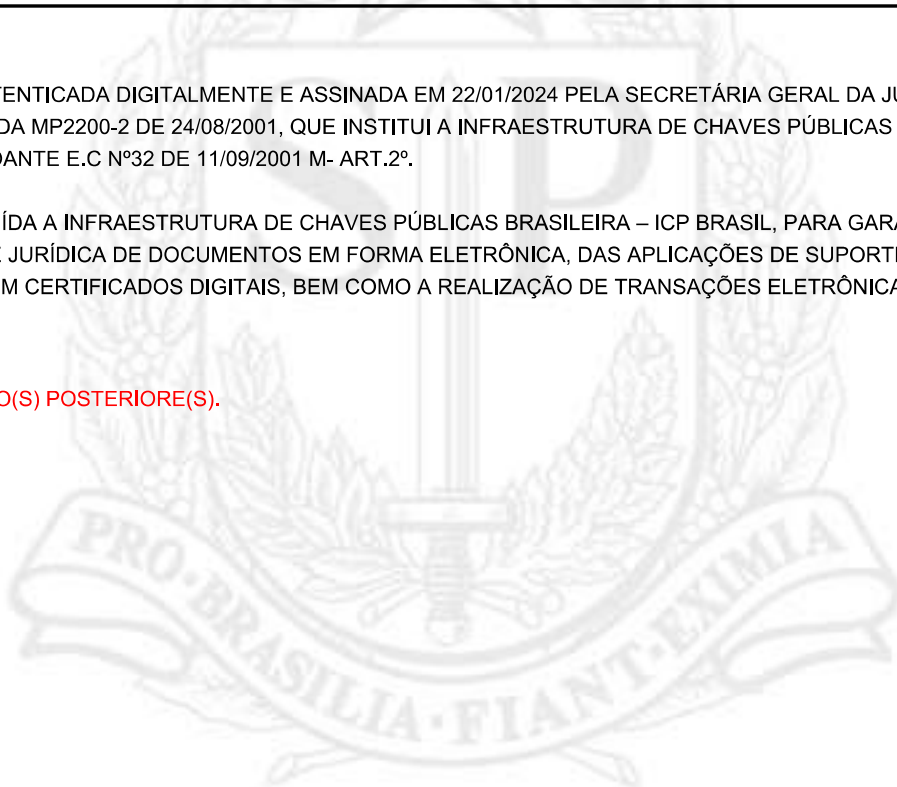 TENTICADA DIGITALMENTE E ASSINADA EM 22/01/2024 PELA SECRETÁRIA GERAL DA JU
DA MP2200-2 DE 24/08/2001, QUE INSTITUI A INFRAESTRUTURA DE CHAVES PÚBLICAS
DANTE E.C Nº32 DE 11/09/2001 M- ART.2º.
ÍDA A INFRAESTRUTURA DE CHAVES PÚBLICAS BRASILEIRA – ICP BRASIL, PARA GARA
E JURÍDICA DE DOCUMENTOS EM FORMA ELETRÔNICA, DAS APLICAÇÕES DE SUPORTE
M CERTIFICADOS DIGITAIS, BEM COMO A REALIZAÇÃO DE TRANSAÇÕES ELETRÔNICA
O(S) POSTERIORE(S).
S P
PRO·BRASILIA·FIANT·EXIMIA